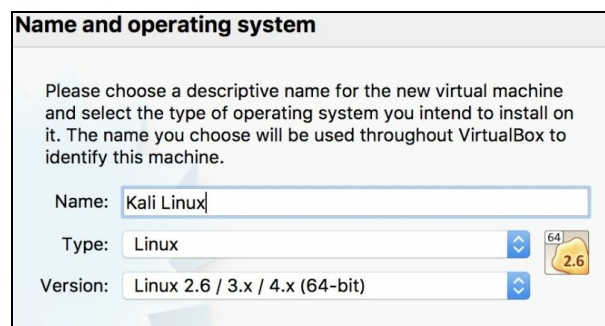 Name and operating system
Please choose a descriptive name for the new virtual machine
and select the type of operating system you intend to install on
it. The name you choose will be used throughout VirtualBox to
identify this machine.
Name: Kali Linux
Type: Linux
64
2.6
Version: Linux 2.6 / 3.x / 4.x (64-bit)